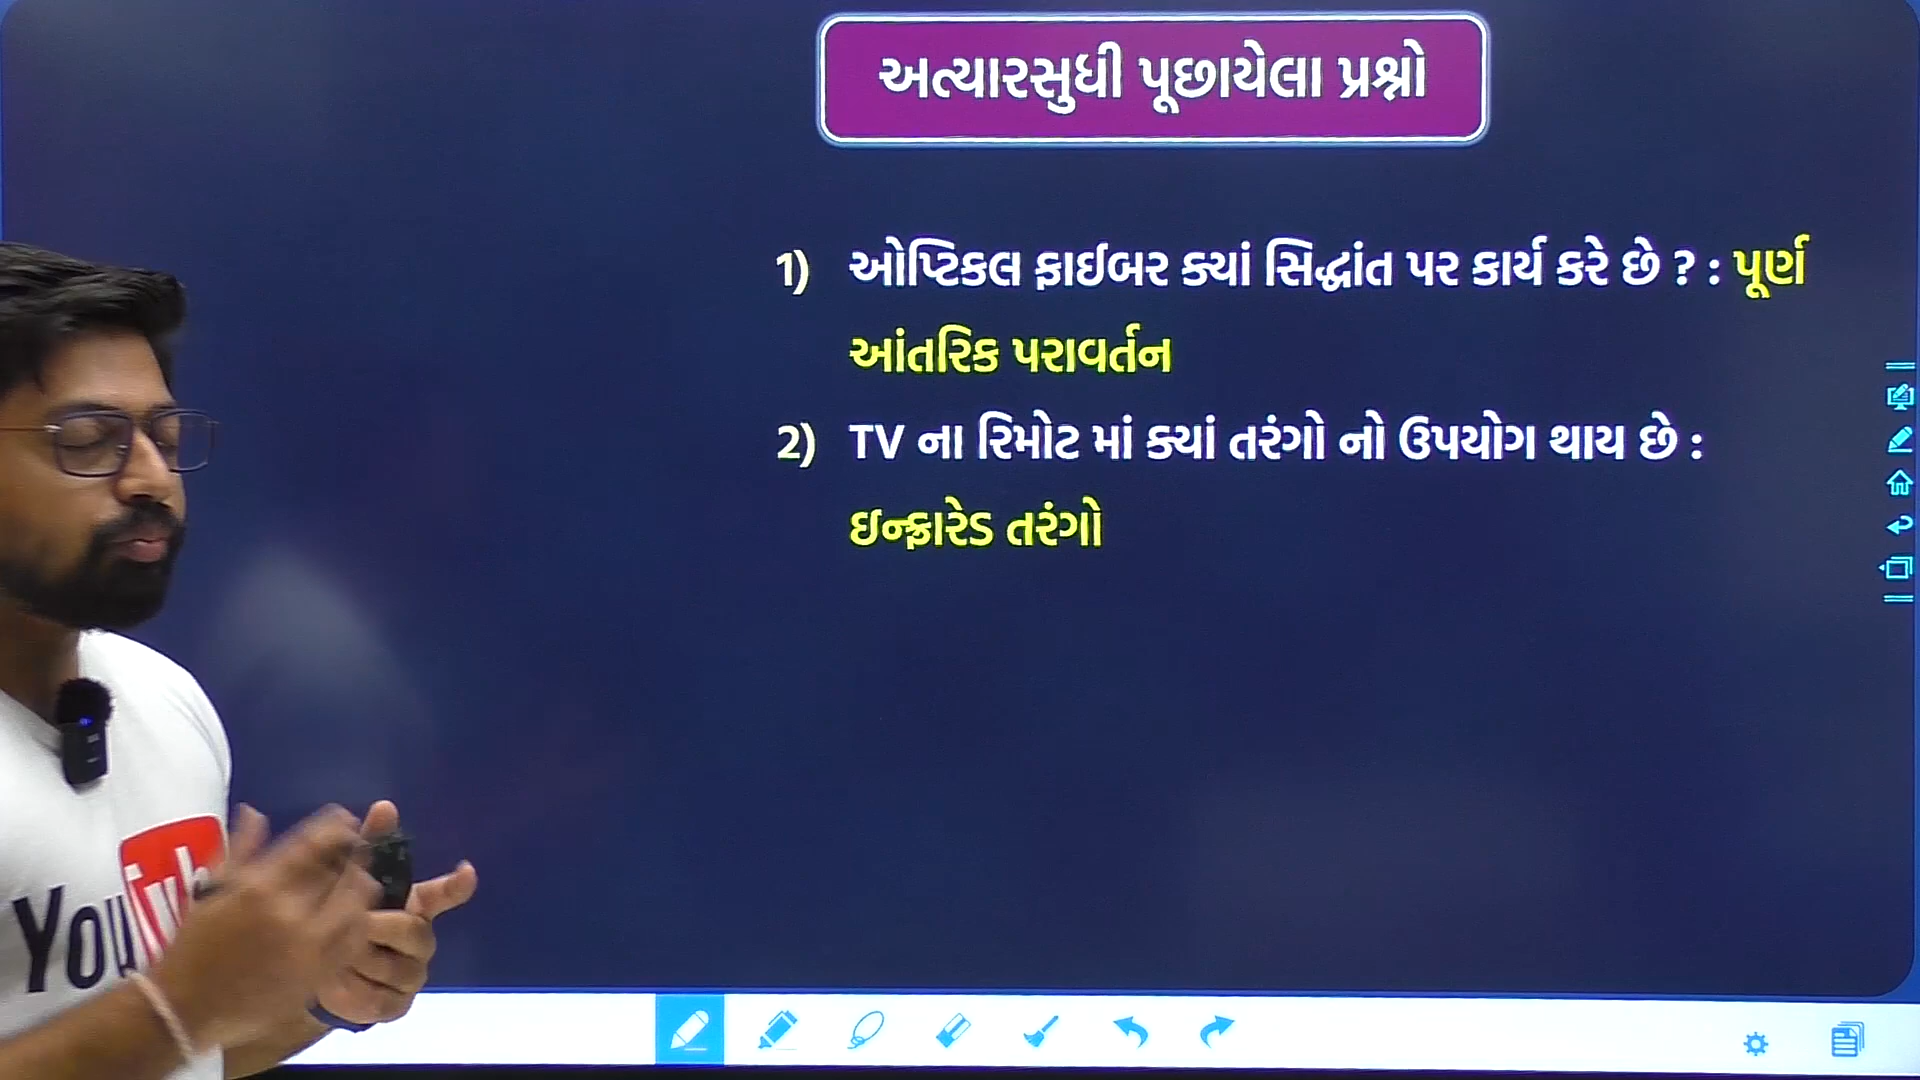 અત્યારસુધી પૂછાયેલા પ્રશ્નો
1) ઓપ્ટિકલ ફાઈબર ક્યાં સિદ્ધાંત પર કાર્ય કરે છે ? : પૂર્ણ
આંતરિક પરાવર્તન
2) TV ના રિમોટ માં ક્યાં તરંગો નો ઉપયોગ થાય છે :
ઇન્ફ્રારેડ તરંગો
YouTub